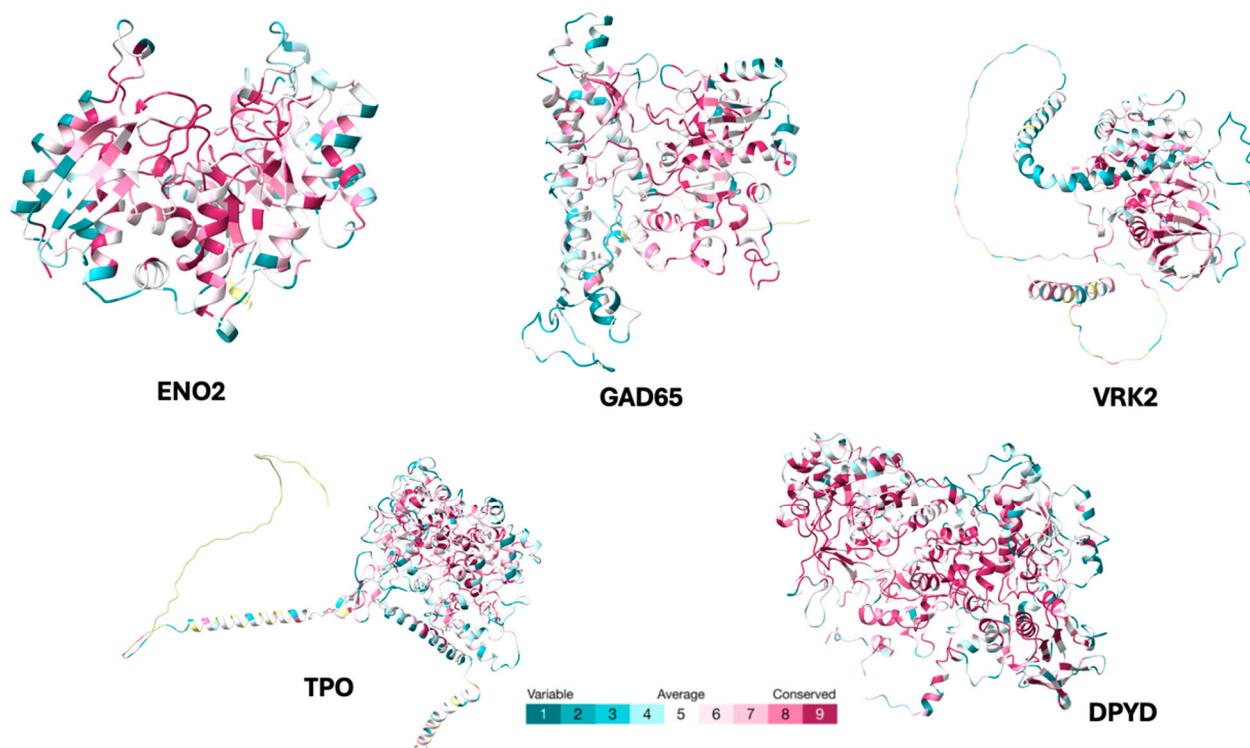 ENO2
GAD65
VRK2
TPO
DPYD
Variable Average Conserved
1 2 3 4 5 6 7 8 9